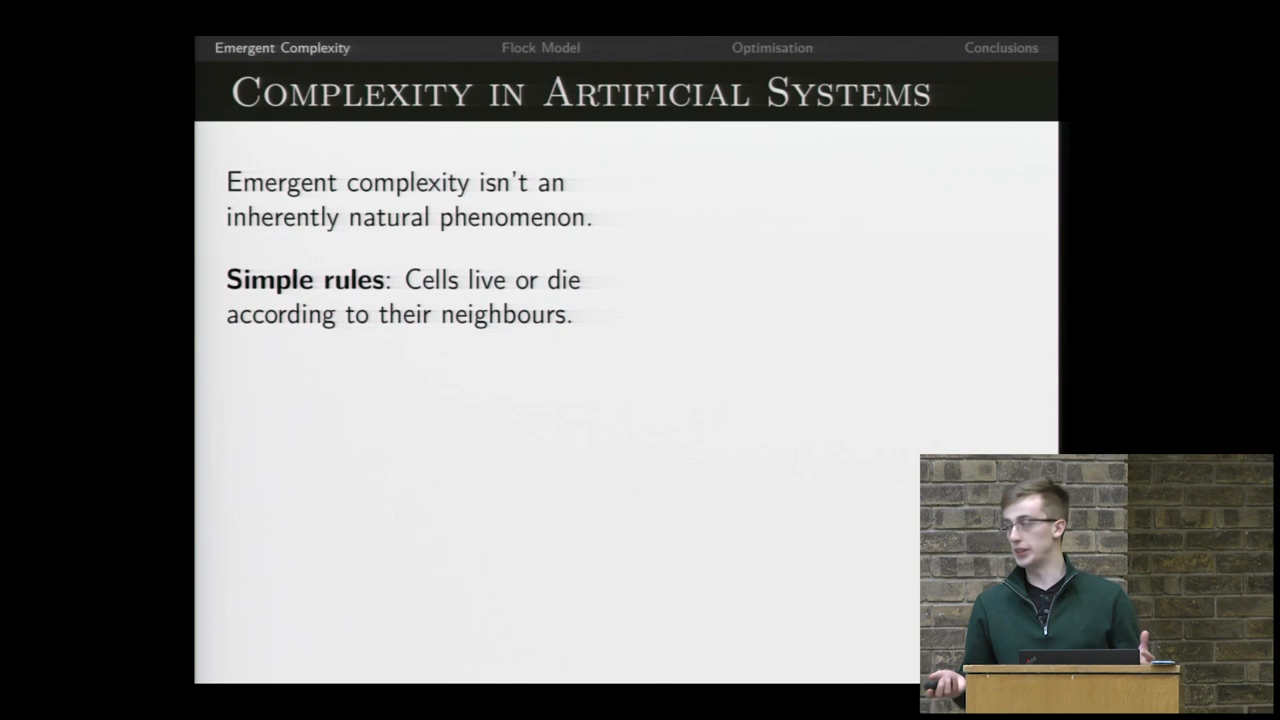 Emergent Complexity Flock Model Optimisation Conclusions
Complexity in Artificial Systems
Emergent complexity isn't an
inherently natural phenomenon.
Simple rules: Cells live or die
according to their neighbours.